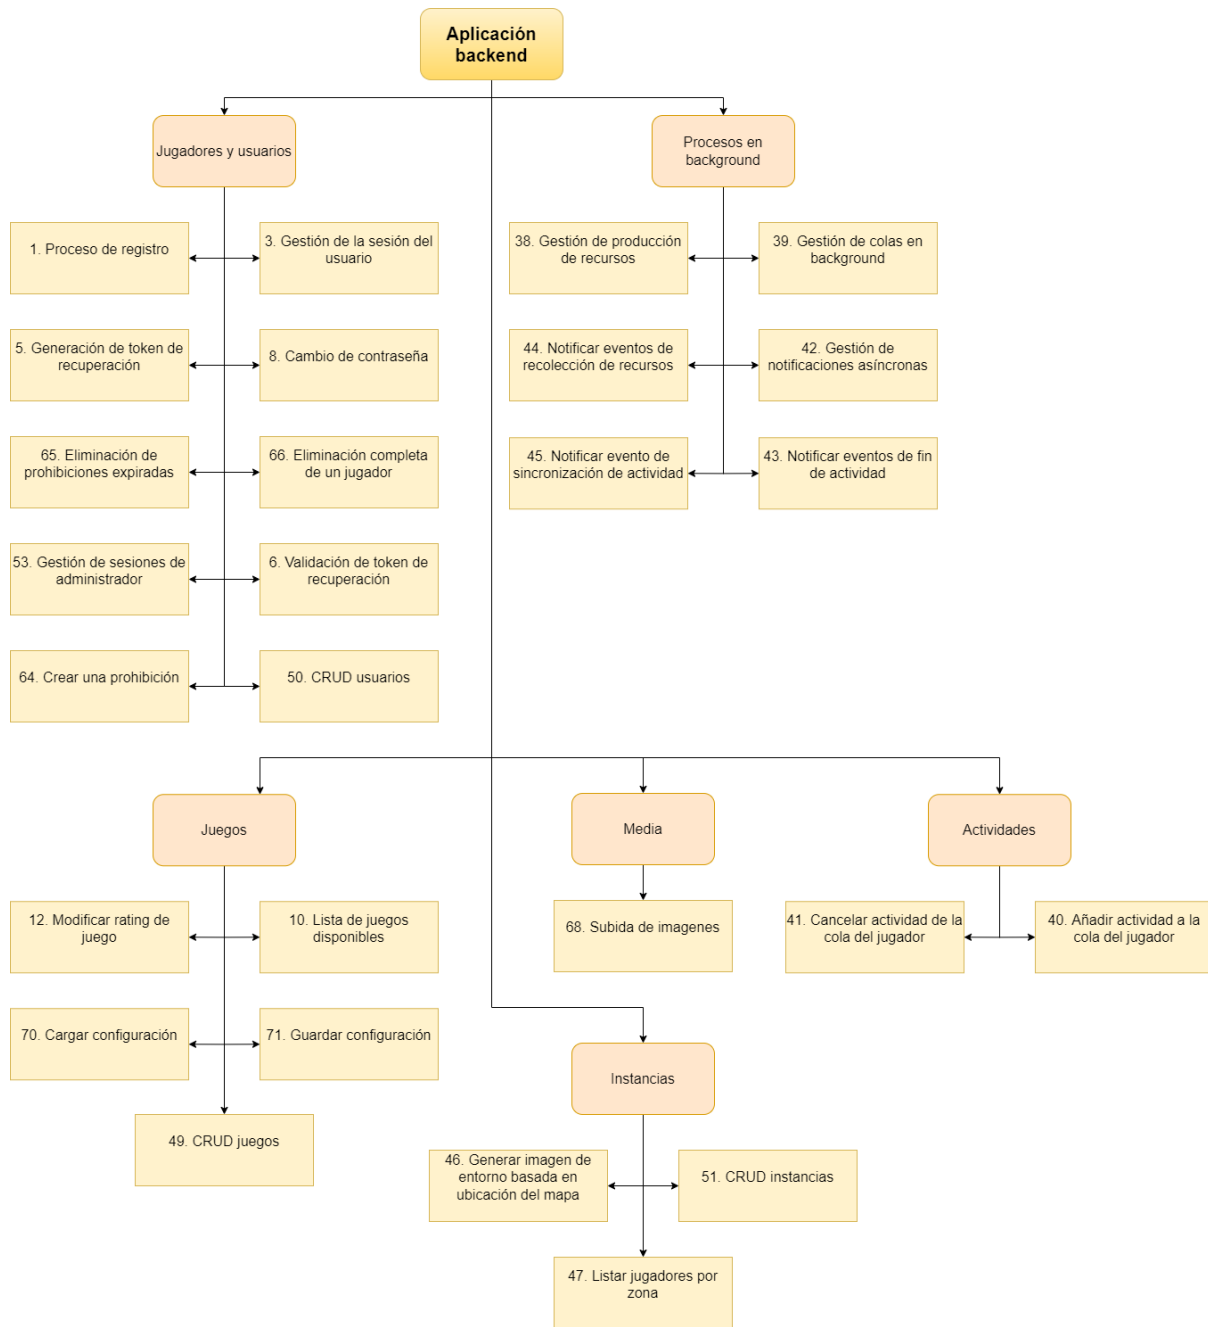 Aplicación
backend
Jugadores y usuarios
Procesos en
background
1. Proceso de registro
3. Gestión de la sesión del
usuario
38. Gestión de producción
de recursos
39. Gestión de colas en
background
5. Generación de token de
recuperación
8. Cambio de contraseña
44. Notificar eventos de
recolección de recursos
42. Gestión de
notificaciones asíncronas
65. Eliminación de
prohibiciones expiradas
66. Eliminación completa
de un jugador
45. Notificar evento de
sincronización de actividad
43. Notificar eventos de fin
de actividad
53. Gestión de sesiones de
administrador
6. Validación de token de
recuperación
64. Crear una prohibición
50. CRUD usuarios
Juegos
Media
Actividades
12. Modificar rating de
juego
10. Lista de juegos
disponibles
68. Subida de imagenes
41. Cancelar actividad de la
cola del jugador
40. Añadir actividad a la
cola del jugador
70. Cargar configuración
71. Guardar configuración
Instancias
49. CRUD juegos
46. Generar imagen de
entorno basada en
ubicación del mapa
51. CRUD instancias
47. Listar jugadores por
zona